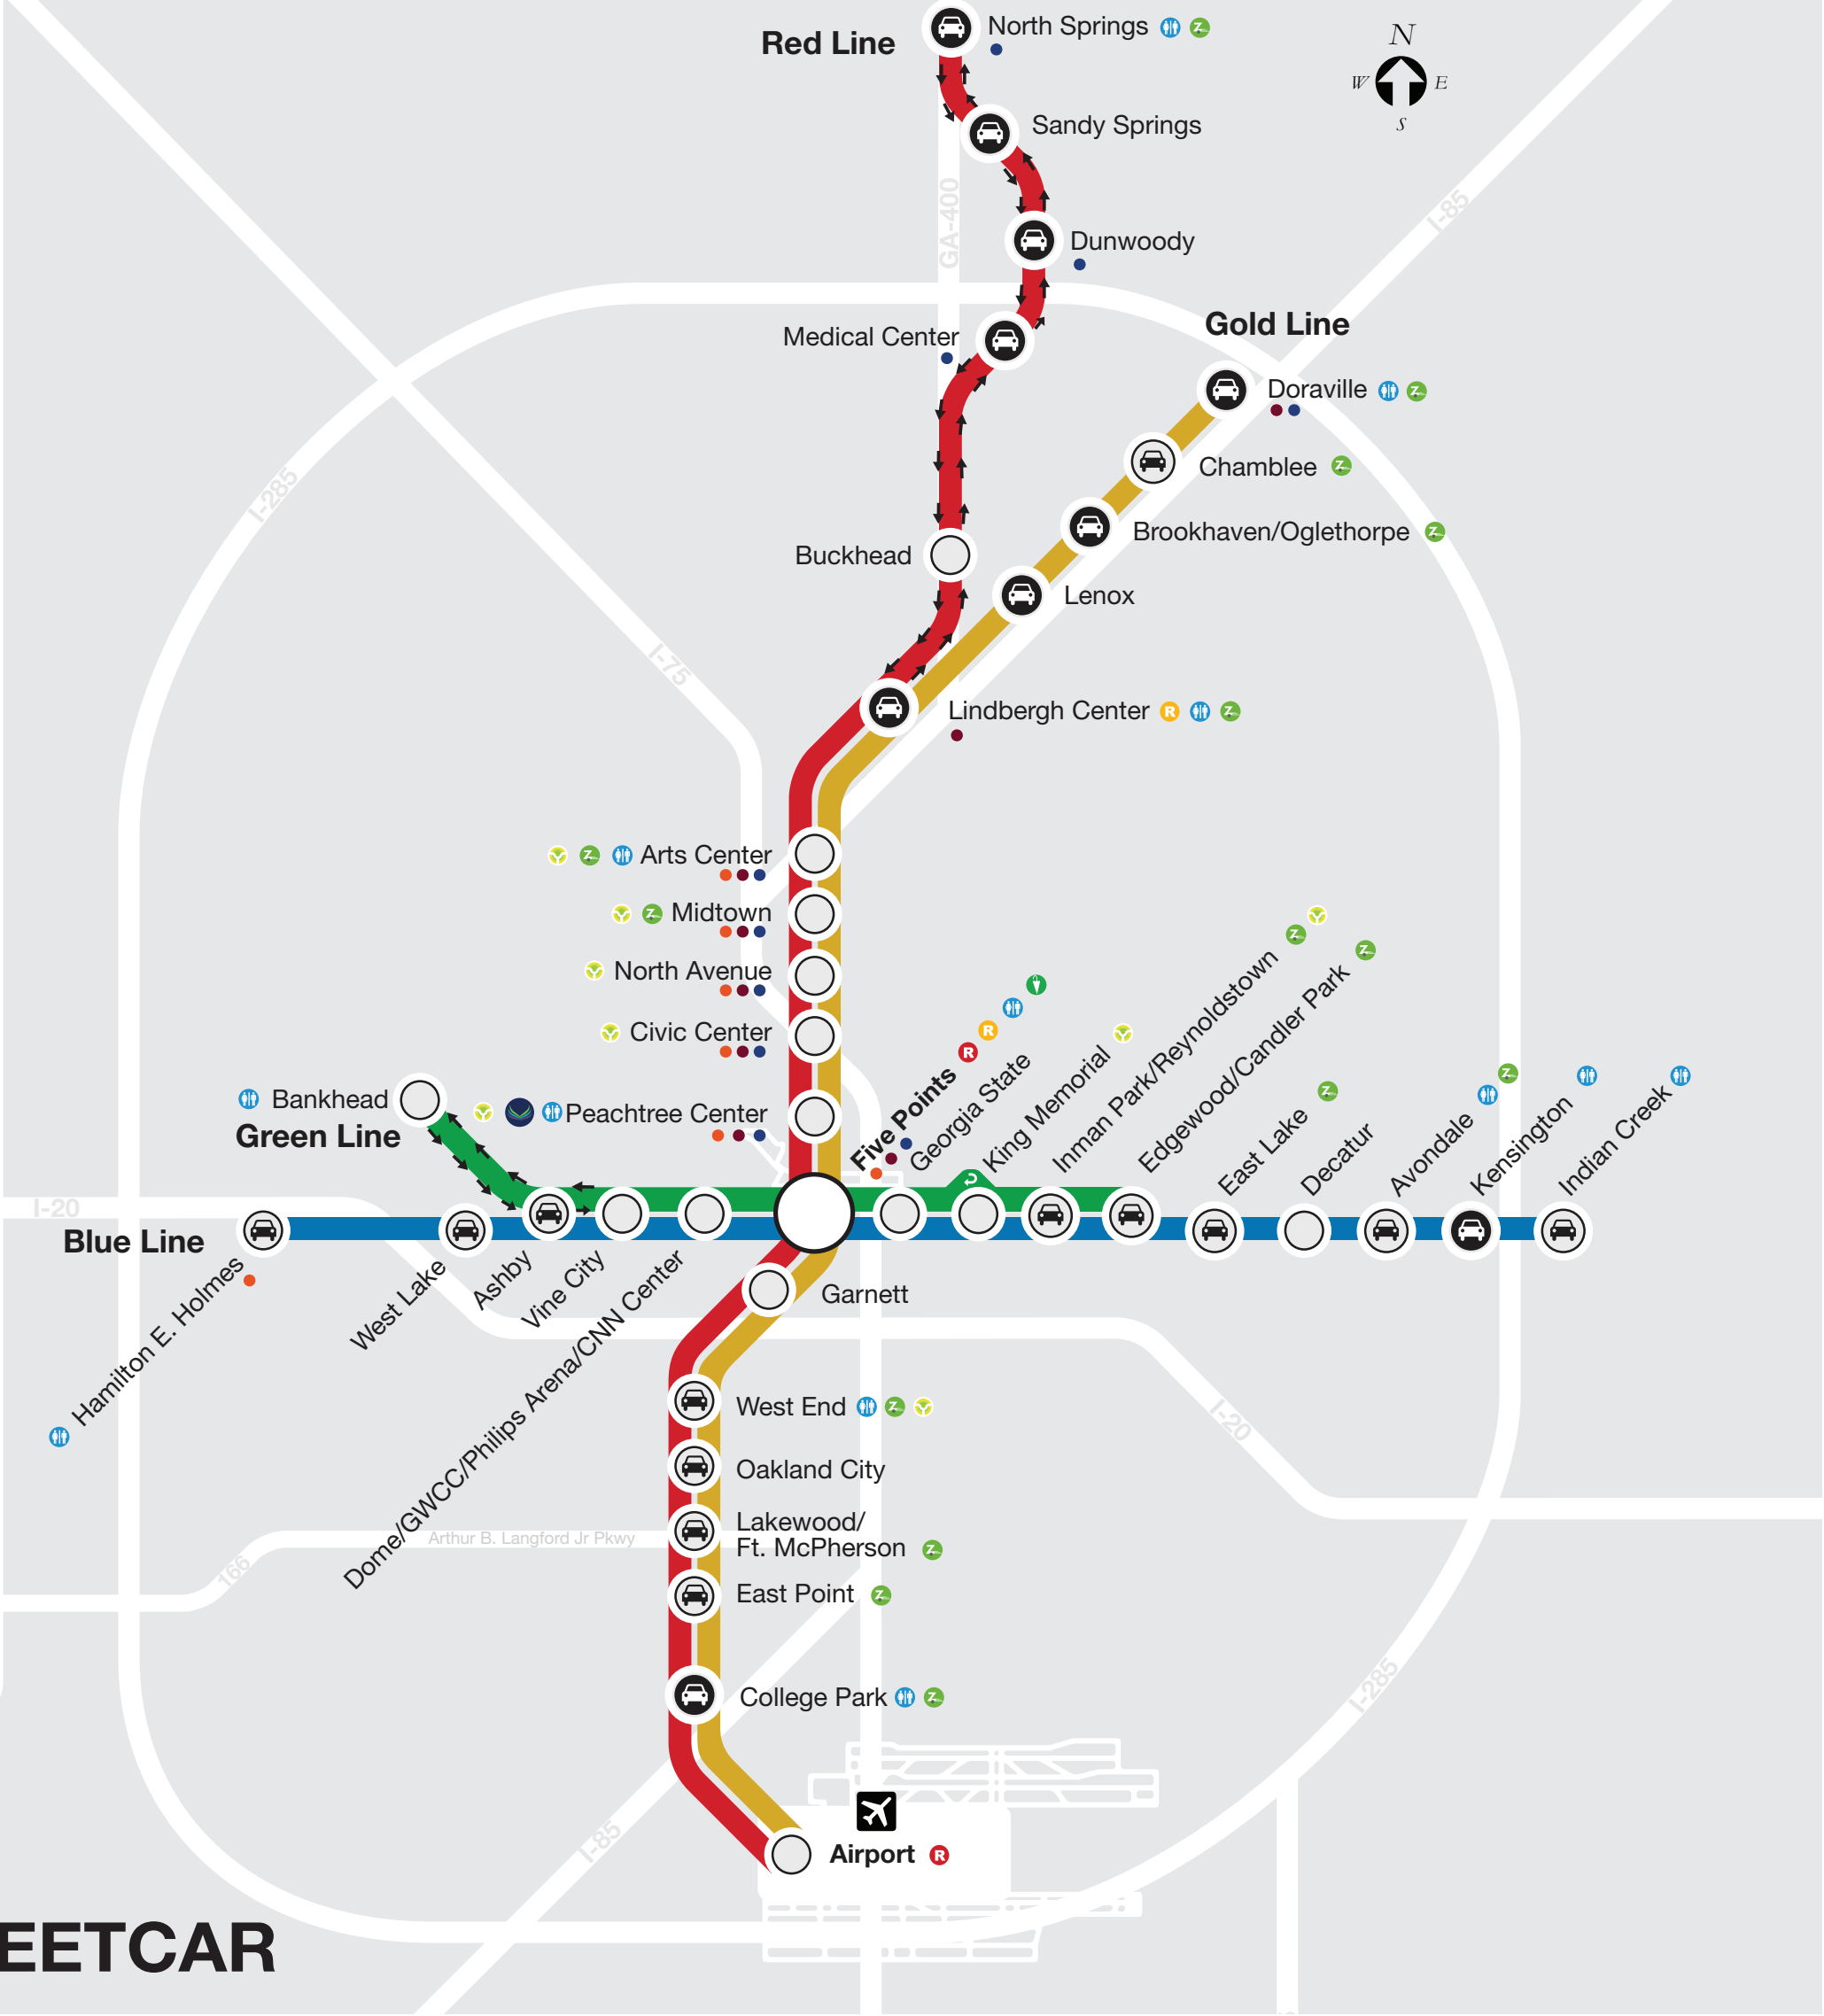 North Springs
Red Line
N
W E
S
Sandy Springs
GA-400
I-85
Dunwoody
Gold Line
Medical Center
Doraville
Chamblee
I-285
Brookhaven/Oglethorpe
Buckhead
Lenox
I-75
Lindbergh Center R
Arts Center
Midtown
North Avenue
Civic Center
Bankhead
Green Line
Peachtree Center
Five Points R R
Georgia State
King Memorial
Inman Park/Reynoldstown
Edgewood/Candler Park
East Lake
Decatur
Avondale
Kensington
Indian Creek
I-20
Blue Line
Hamilton E. Holmes
West Lake
Ashby
Vine City
Dome/GWCC/Philips Arena/CNN Center
Garnett
West End
I-20
Oakland City
Lakewood/
Ft. McPherson
Arthur B. Langford Jr Pkwy
166
East Point
College Park
I-285
I-85
Airport R
EETCAR